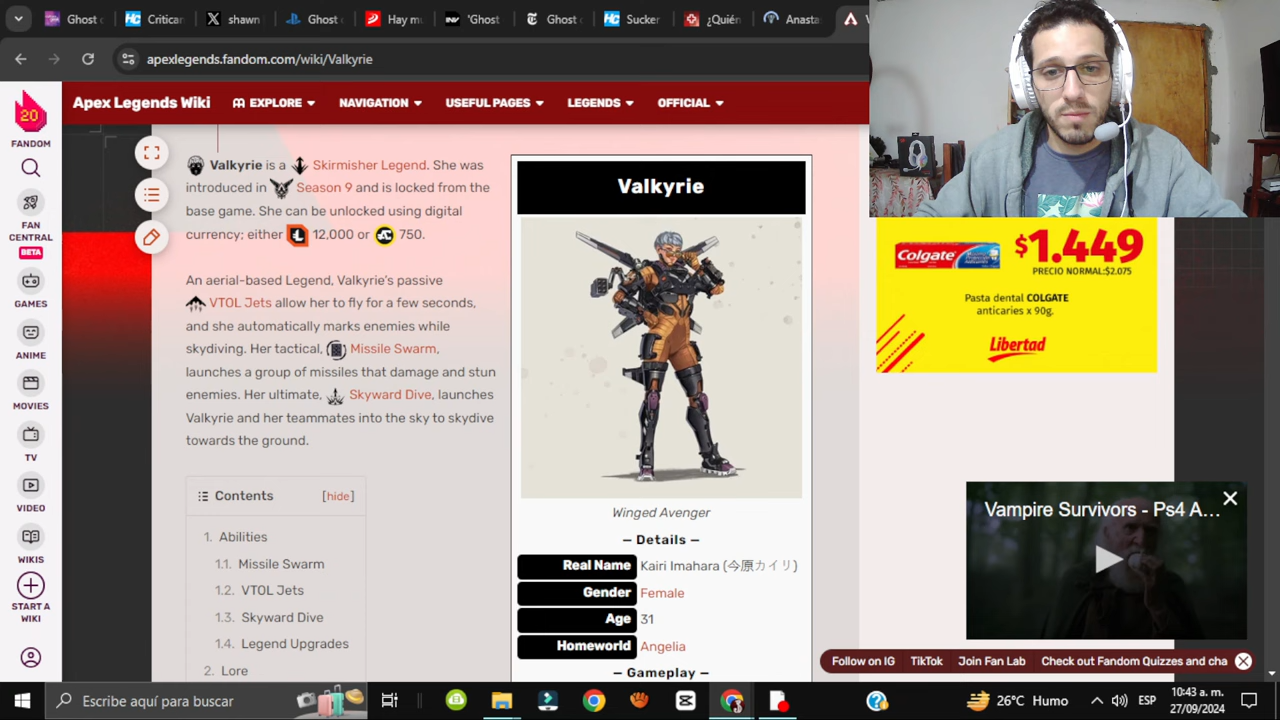 Ghost
Critican
shawn
Ghost
Hay mu
'Ghost
Ghost
Sucker
¿Quién
Anasta
apexlegends.fandom.com/wiki/Valkyrie
20
FANDOM
FAN CENTRAL
BETA
GAMES
ANIME
MOVIES
TV
VIDEO
WIKIS
START A
WIKI
Apex Legends Wiki
EXPLORE
NAVIGATION
USEFUL PAGES
LEGENDS
OFFICIAL
Valkyrie is a Skirmisher Legend. She was
introduced in Season 9 and is locked from the
base game. She can be unlocked using digital
currency; either 12,000 or 750.
An aerial-based Legend, Valkyrie's passive
VTOL Jets allow her to fly for a few seconds,
and she automatically marks enemies while
skydiving. Her tactical, Missile Swarm,
launches a group of missiles that damage and stun
enemies. Her ultimate, Skyward Dive, launches
Valkyrie and her teammates into the sky to skydive
towards the ground.
Contents [hide]
1. Abilities
1.1. Missile Swarm
1.2. VTOL Jets
1.3. Skyward Dive
1.4. Legend Upgrades
2. Lore
Valkyrie
Winged Avenger
– Details –
Real Name Kairi Imahara (今原カイリ)
Gender Female
Age 31
Homeworld Angelia
– Gameplay –
Colgate
$1.449
PRECIO NORMAL:$2.075
Pasta dental COLGATE
anticaries x 90g.
Libertad
Vampire Survivors - Ps4 A...
Follow on IG
TikTok
Join Fan Lab
Check out Fandom Quizzes and cha
Escribe aquí para buscar
26°C Humo
ESP
10:43 a. m.
27/09/2024